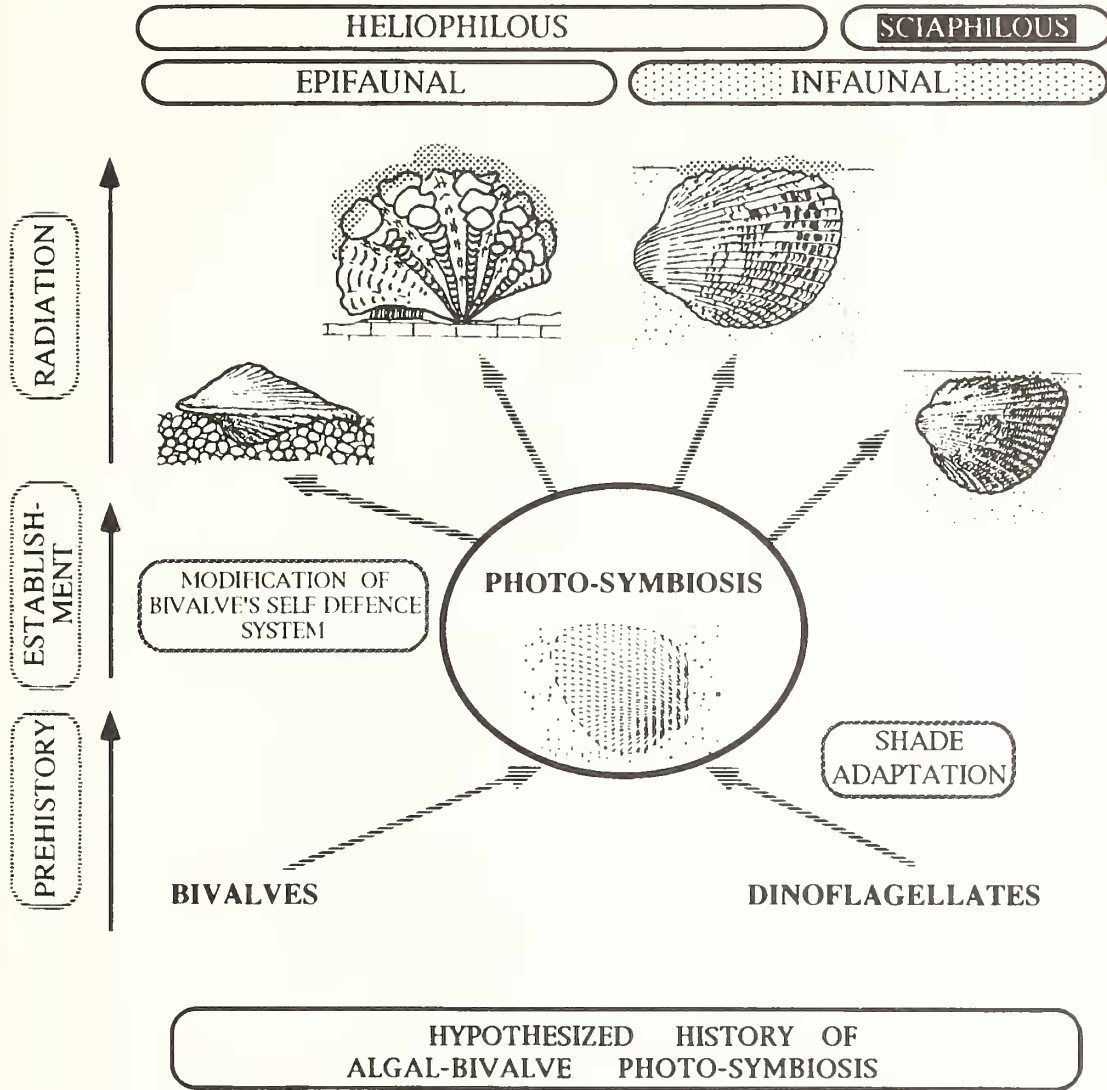 HELIOPHILOUS
SCIAPHILOUS
EPIFAUNAL
INFAUNAL
RADIATION
ESTABLISH-
MENT
MODIFICATION OF
BIVALVE'S SELF DEFENCE
SYSTEM
PHOTO-SYMBIOSIS
PREHISTORY
SHADE
ADAPTATION
BIVALVES
DINOFLAGELLATES
HYPOTHESIZED HISTORY OF
ALGAL-BIVALVE PHOTO-SYMBIOSIS